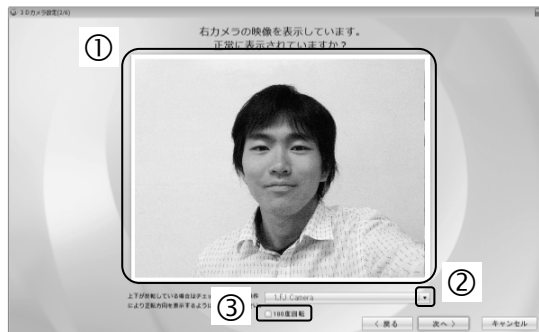 3Dカメラ設定(2/6)
右カメラの映像を表示しています。
正常に表示されていますか？
①
②
上下が反転している場合はチェッ
作
1.FJ Camera
により正転方向を表示するように
③
180度回転
〈 戻る
次へ 〉
キャンセル